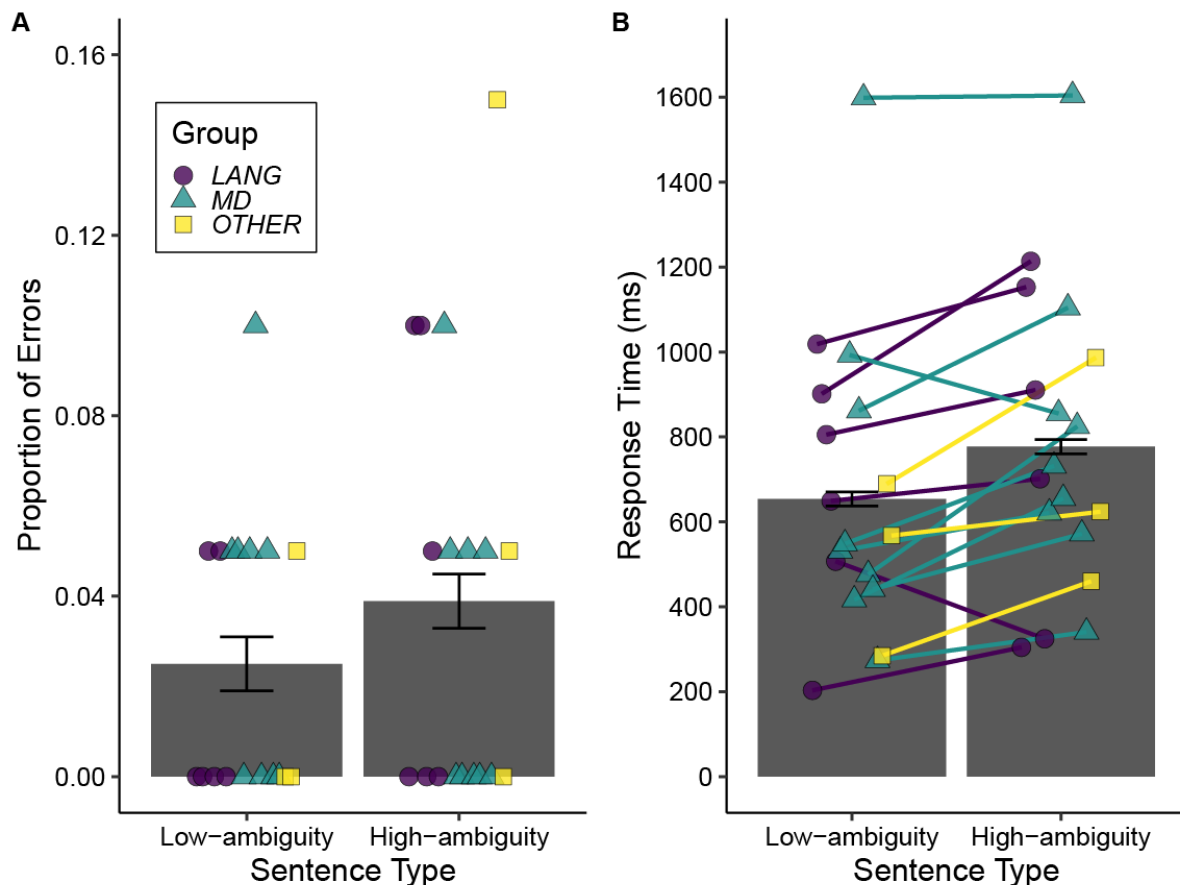 A
Proportion of Errors
0.16
0.12
0.08
0.04
0.00
Group
LANG
MD
OTHER
Low−ambiguity
High−ambiguity
Sentence Type
B
Response Time (ms)
1600
1400
1200
1000
800
600
400
200
0
Low−ambiguity
High−ambiguity
Sentence Type